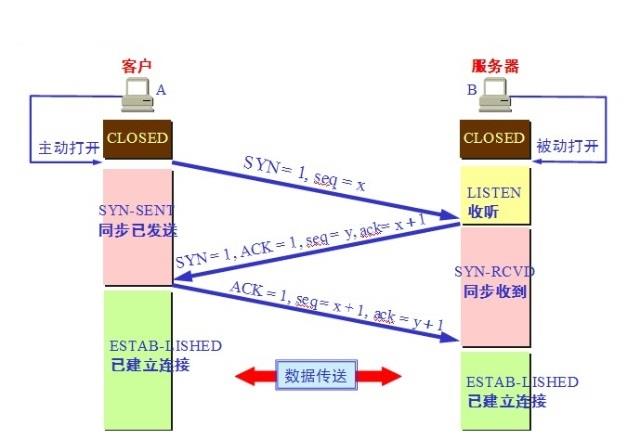 客户
服务器
A
B
CLOSED
CLOSED
主动打开
被动打开
SYN = 1, seq = x
LISTEN
收听
SYN-SENT
同步已发送
SYN = 1, ACK = 1, seq = y, ack= x + 1
SYN-RCVD
同步收到
ACK = 1, seq = x + 1, ack = y + 1
ESTAB-LISHED
已建立连接
数据传送
ESTAB-LISHED
已建立连接